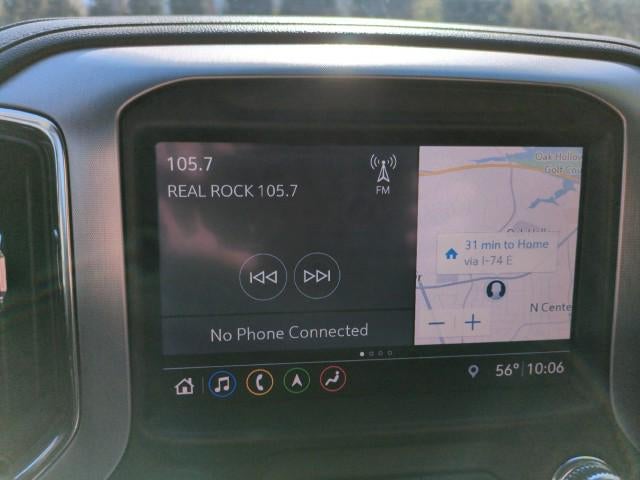 105.7
FM
REAL ROCK 105.7
No Phone Connected
Oak Hollow
Golf Cou
31 min to Home
via I-74 E
N Cente
56° 10:06